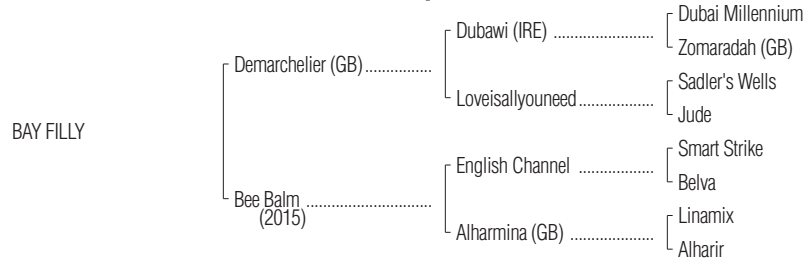 Dubai Millennium
Dubawi (IRE) .......................
Zomaradah (GB)
Demarchelier (GB)................
Sadler's Wells
Loveisallyouneed..................
Jude
BAY FILLY
Smart Strike
English Channel ..................
Belva
Bee Balm .............................
(2015)
Linamix
Alharmina (GB) ....................
Alharir